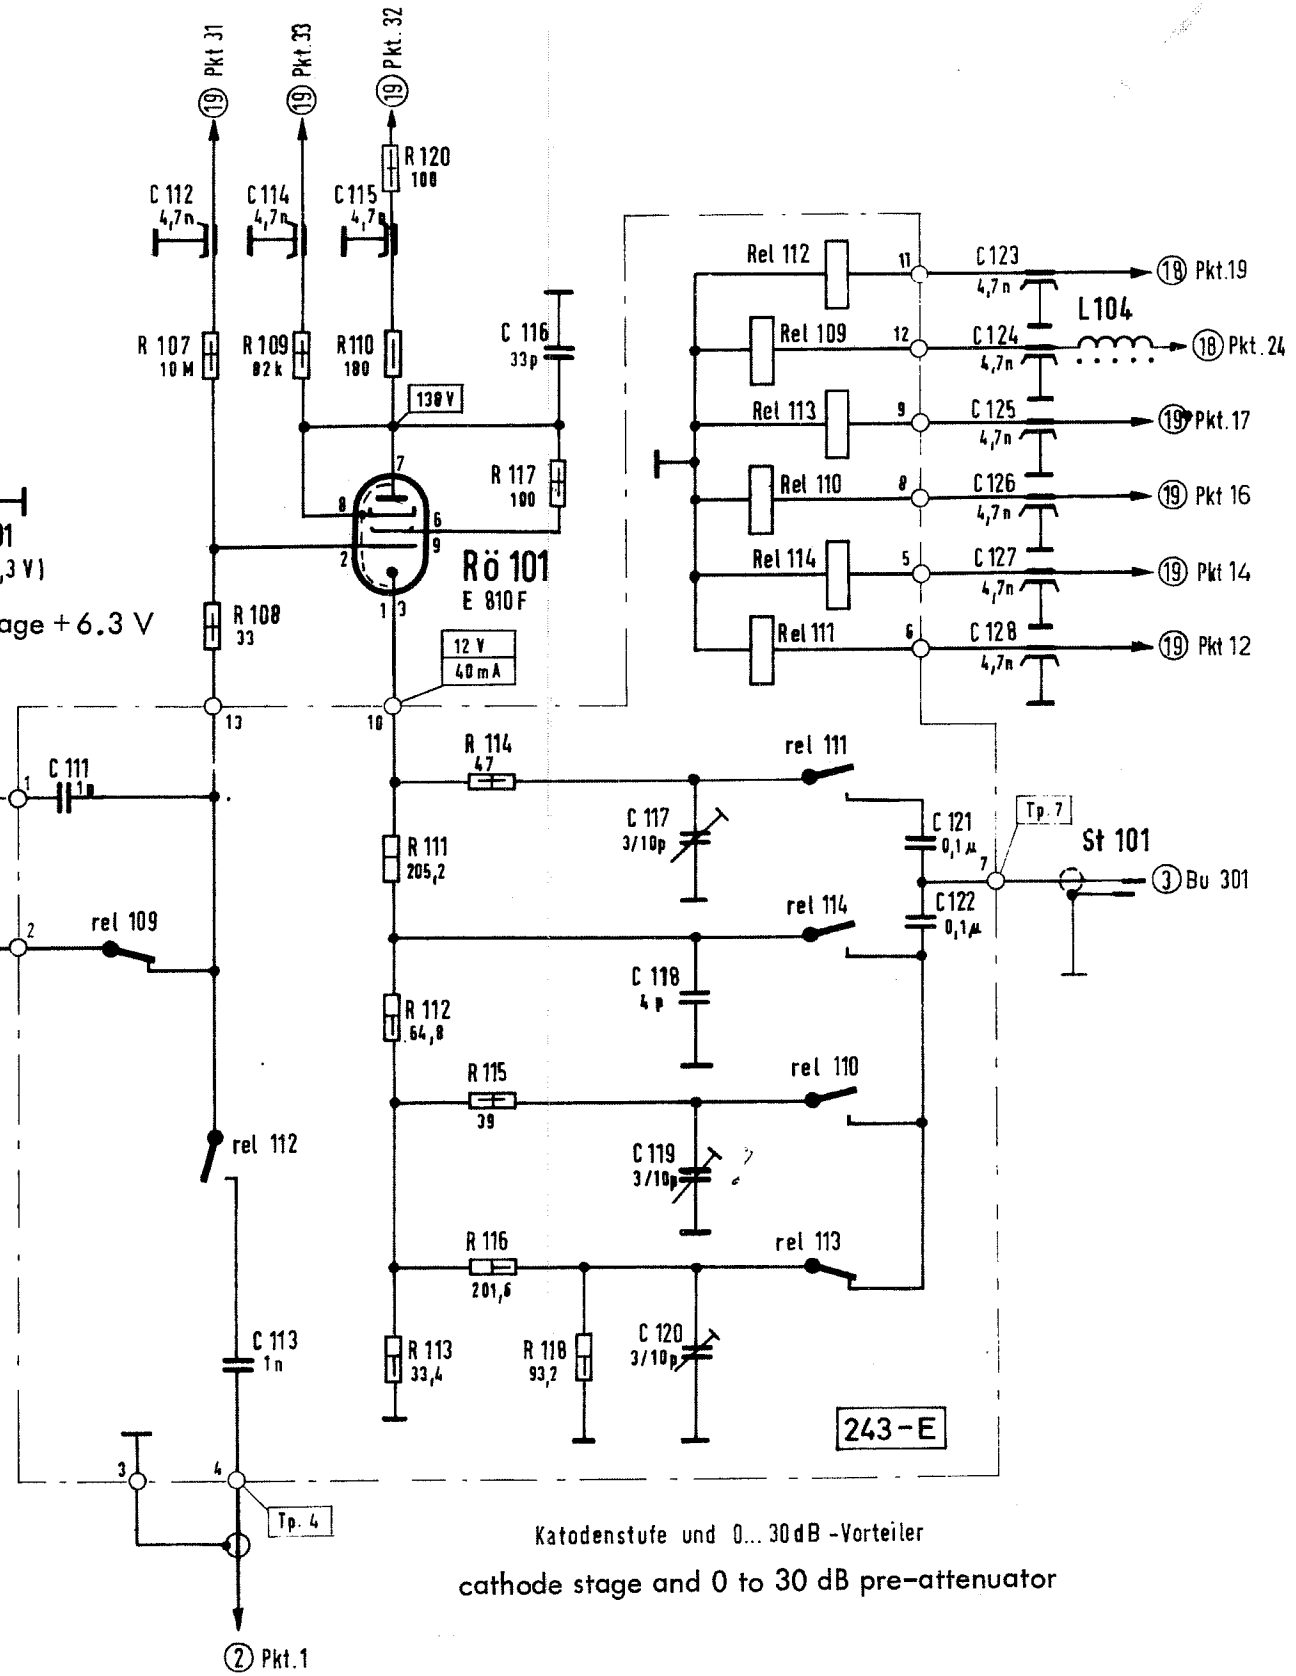 19 Pkt 31
19 Pkt.33
19 Pkt. 32
R 120
100
C 112
4,7n
C 114
4,7n
C 115
4,7n
Rel 112
11
C 123
4,7n
18 Pkt.19
L104
R 107
10 M
R 109
82 k
R 110
180
C 116
33p
Rel 109
12
C 124
4,7n
18 Pkt. 24
130 V
Rel 113
9
C 125
4,7n
19 Pkt.17
7
R 117
100
Rel 110
8
C 126
4,7n
19 Pkt 16
8
6
2
9
01
,3 V)
Rö 101
E 810 F
1
3
Rel 114
5
C 127
4,7n
19 Pkt 14
R 108
33
age +6.3 V
12 V
40 mA
Rel 111
6
C 128
4,7n
19 Pkt 12
13
10
1
C 111
R 114
47
rel 111
C 117
3/10p
Tp. 7
C 121
0,1µ
St 101
R 111
205,2
7
3 Bu 301
2
rel 109
rel 114
C 122
0,1µ
C 118
4 p
R 112
64,8
R 115
39
rel 110
rel 112
C 119
3/10p
R 116
201,6
rel 113
C 113
1n
R 113
33,4
R 118
93,2
C 120
3/10p
243-E
3
4
Tp. 4
Katodenstufe und 0... 30dB -Vorteiler
cathode stage and 0 to 30 dB pre-attenuator
2 Pkt.1